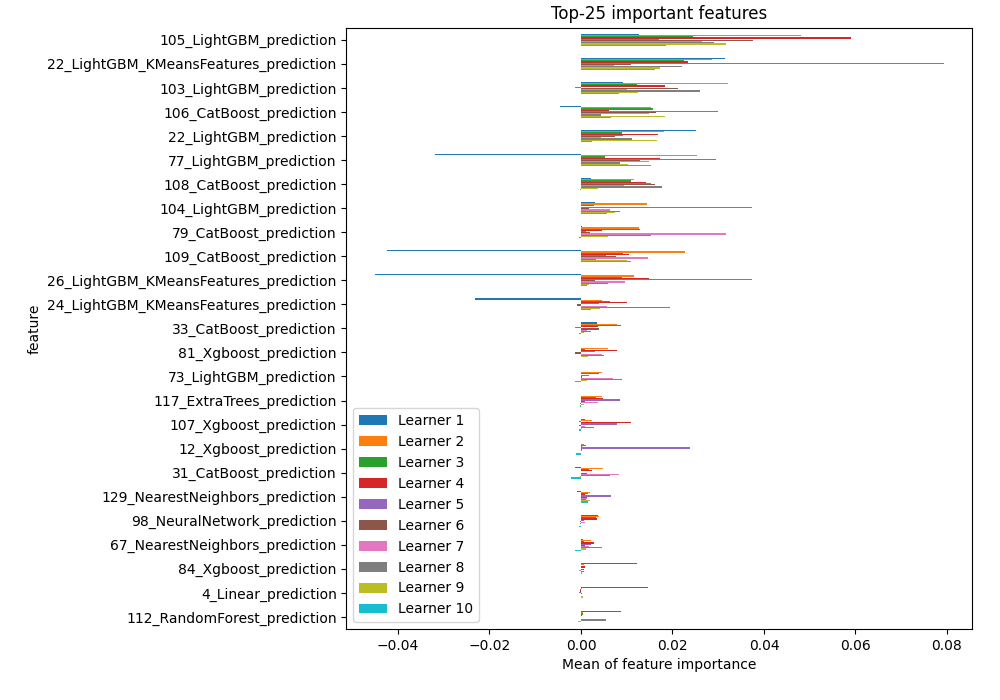 Top-25 important features
105_LightGBM_prediction
22_LightGBM_KMeansFeatures_prediction
103_LightGBM_prediction
106_CatBoost_prediction
22_LightGBM_prediction
77_LightGBM_prediction
108_CatBoost_prediction
104_LightGBM_prediction
79_CatBoost_prediction
109_CatBoost_prediction
26_LightGBM_KMeansFeatures_prediction
24_LightGBM_KMeansFeatures_prediction
33_CatBoost_prediction
81_Xgboost_prediction
73_LightGBM_prediction
117_ExtraTrees_prediction
107_Xgboost_prediction
12_Xgboost_prediction
31_CatBoost_prediction
129_NearestNeighbors_prediction
98_NeuralNetwork_prediction
67_NearestNeighbors_prediction
84_Xgboost_prediction
4_Linear_prediction
112_RandomForest_prediction
feature
Learner 1
Learner 2
Learner 3
Learner 4
Learner 5
Learner 6
Learner 7
Learner 8
Learner 9
Learner 10
−0.04 −0.02 0.00 0.02 0.04 0.06 0.08
Mean of feature importance